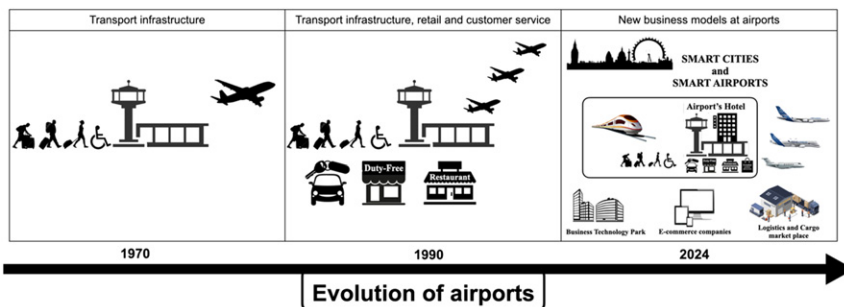 Transport infrastructure
Transport infrastructure, retail and customer service
New business models at airports
Duty-Free
Restaurant
SMART CITIES
and
SMART AIRPORTS
Airport's Hotel
Business Technology Park
E-commerce companies
Logistics and Cargo
market place
1970
1990
2024
Evolution of airports